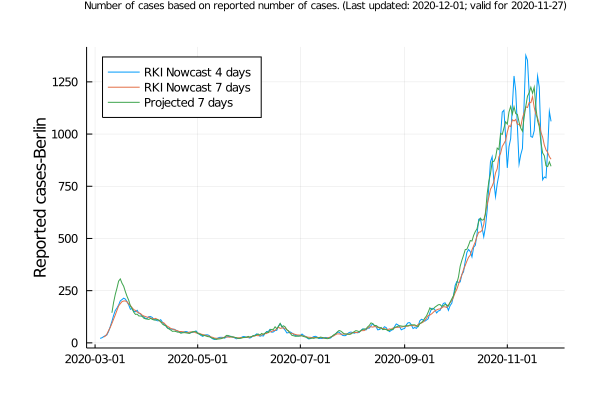 Number of cases based on reported number of cases. (Last updated: 2020-12-01; valid for 2020-11-27)
RKI Nowcast 4 days
RKI Nowcast 7 days
Projected 7 days
Reported cases-Berlin
1250
1000
750
500
250
0
2020-03-01 2020-05-01 2020-07-01 2020-09-01 2020-11-01